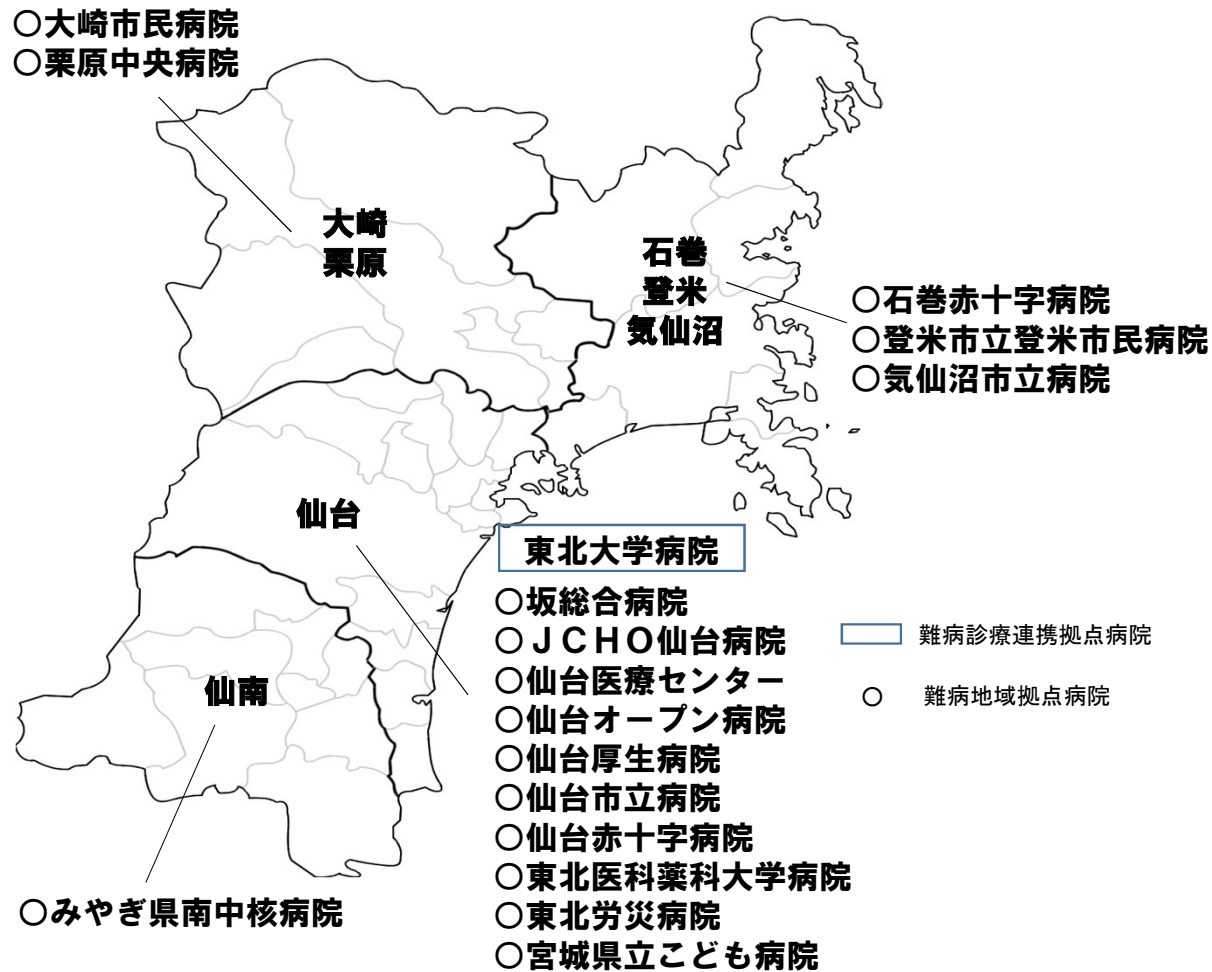 ○大崎市民病院
○栗原中央病院
大崎
栗原
石巻
登米
気仙沼
○石巻赤十字病院
○登米市立登米市民病院
○気仙沼市立病院
仙台
東北大学病院
○坂総合病院
○ＪＣＨＯ仙台病院
○仙台医療センター
○仙台オープン病院
○仙台厚生病院
○仙台市立病院
○仙台赤十字病院
○東北医科薬科大学病院
○東北労災病院
○宮城県立こども病院
難病診療連携拠点病院
○ 難病地域拠点病院
仙南
○みやぎ県南中核病院